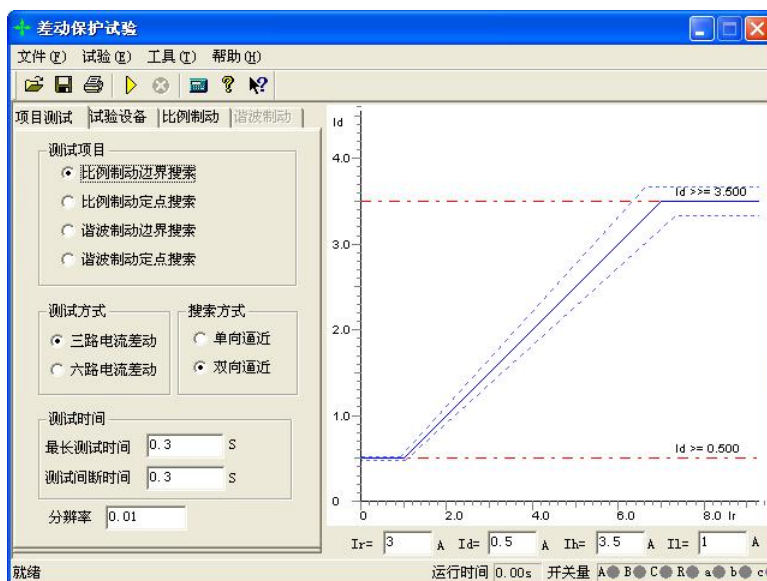 差动保护试验
文件(F) 试验(E) 工具(T) 帮助(H)
项目测试 试验设备 比例制动 谐波制动
测试项目
比例制动边界搜索
比例制动定点搜索
谐波制动边界搜索
谐波制动定点搜索
测试方式
三路电流差动
六路电流差动
搜索方式
单向逼近
双向逼近
测试时间
最长测试时间 0.3 S
测试间断时间 0.3 S
分辨率 0.01
Id
4.0
3.0
2.0
1.0
0
Id >>= 3.500
Id >= 0.500
0 2.0 4.0 6.0 8.0 Ir
Ir= 3 A Id= 0.5 A Ih= 3.5 A Il= 1 A
就绪
运行时间 0.00s 开关量 A B C R a b c